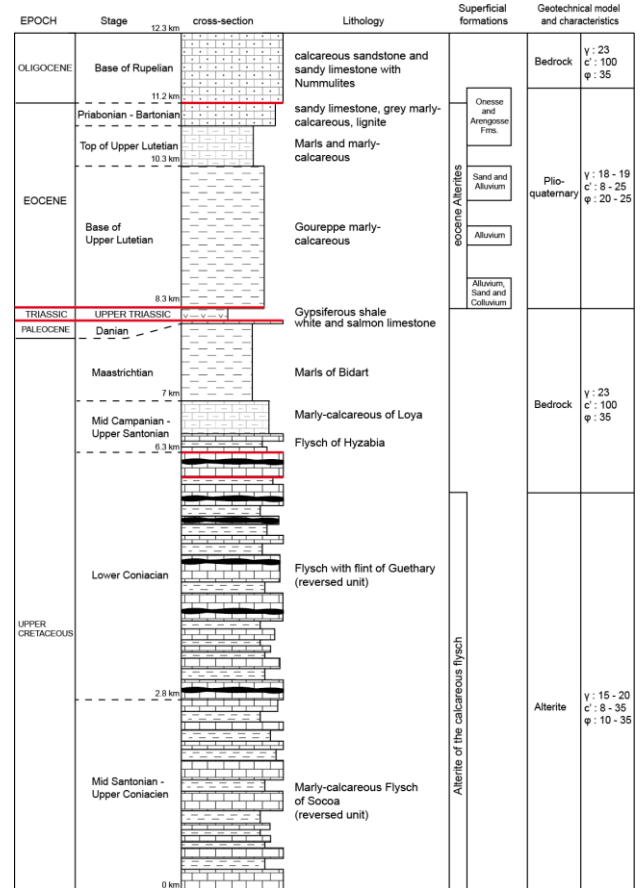 EPOCH
Stage
cross-section
Lithology
Superficial
formations
Geotechnical model
and characteristics
12.3 km
OLIGOCENE
Base of Rupelian
calcareous sandstone and
sandy limestone with
Nummulites
Bedrock
γ : 23
c' : 100
φ : 35
11.2 km
EOCENE
Priabonian - Bartonian
sandy limestone, grey marly-
calcareous, lignite
Top of Upper Lutetian
Marls and marly-
calcareous
10.3 km
Base of
Upper Lutetian
Goureppe marly-
calcareous
eocene Alterites
Onesse
and
Arengosse
Fms.
Sand and
Alluvium
Alluvium
Alluvium,
Sand and
Colluvium
Plio-
quaternary
γ : 18 - 19
c' : 8 - 25
φ : 20 - 25
8.3 km
TRIASSIC
UPPER TRIASSIC
v — v — v
Gypsiferous shale
PALEOCENE
Danian
white and salmon limestone
UPPER
CRETACEOUS
Maastrichtian
Marls of Bidart
7 km
Bedrock
γ : 23
c' : 100
φ : 35
Mid Campanian -
Upper Santonian
Marly-calcareous of Loya
Flysch of Hyzabia
6.3 km
Lower Coniacian
Flysch with flint of Guethary
(reversed unit)
2.8 km
Mid Santonian -
Upper Coniacien
Marly-calcareous Flysch
of Socoa
(reversed unit)
Alterite of the calcareous flysch
Alterite
γ : 15 - 20
c' : 8 - 35
φ : 10 - 35
0 km